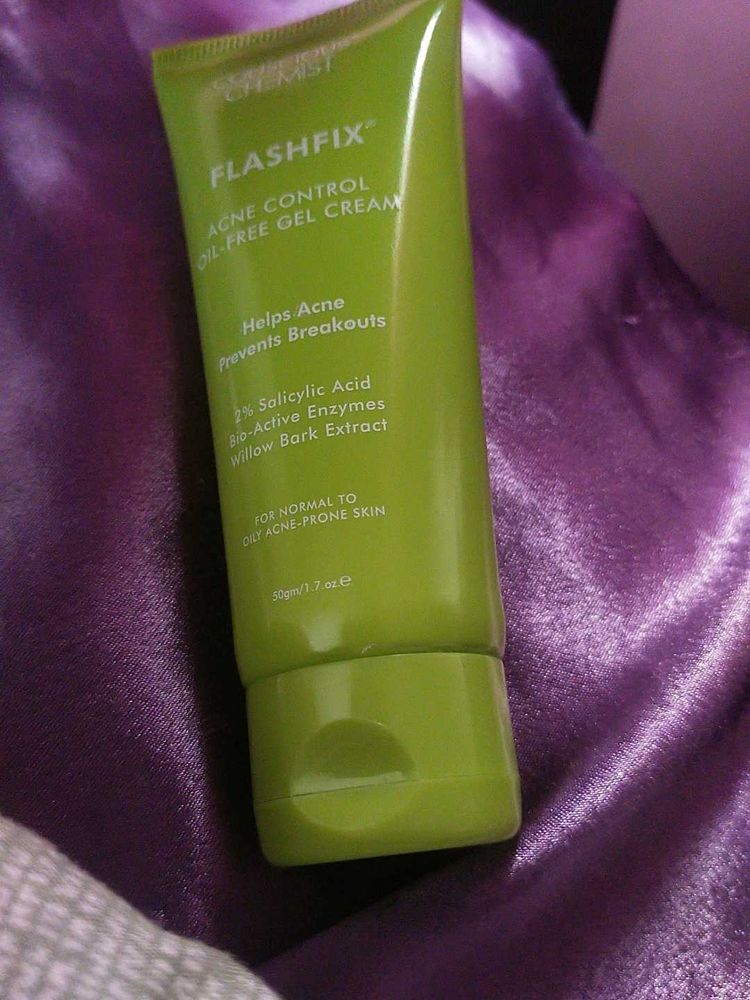 CONSCIOUS
CHEMIST
FLASHFIX®
ACNE CONTROL
OIL-FREE GEL CREAM
Helps Acne
Prevents Breakouts
2% Salicylic Acid
Bio-Active Enzymes
Willow Bark Extract
FOR NORMAL TO
OILY ACNE-PRONE SKIN
50gm/1.7.oz.℮